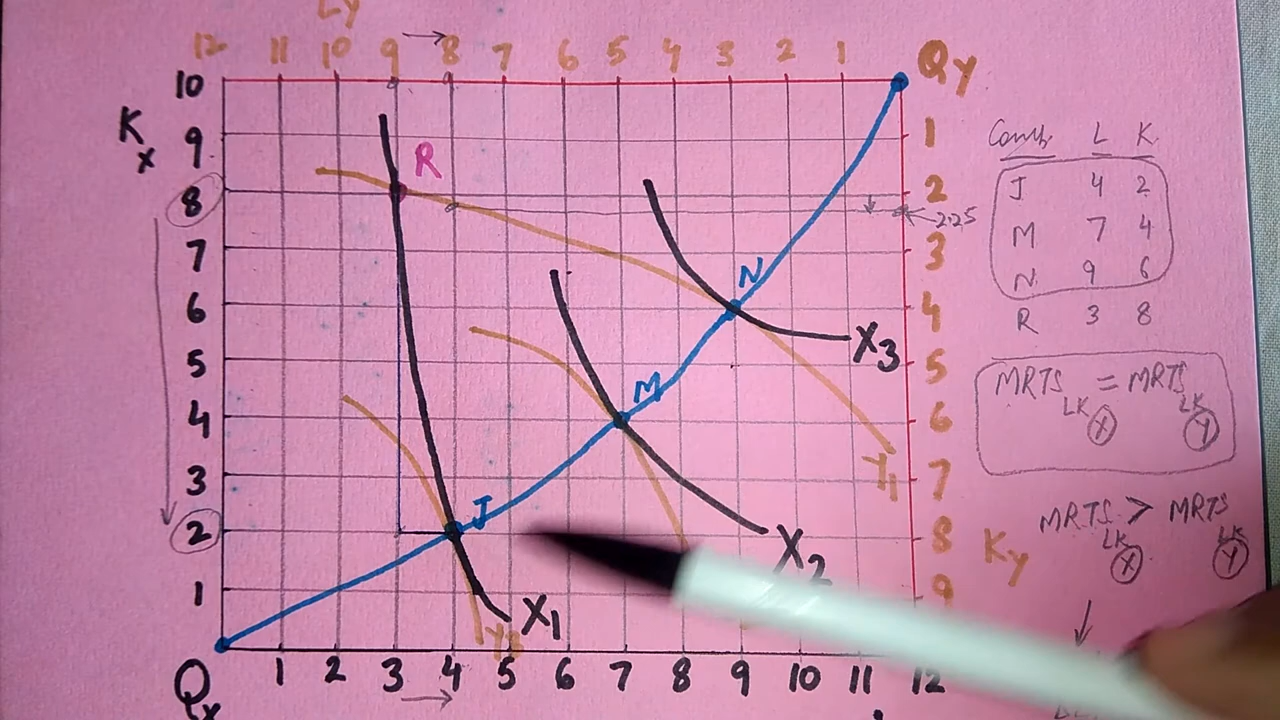 Ly
12 11 10 9 → 8 7 6 5 4 3 2 1 Qy
10
Kx
9
8
7
6
5
4
3
2
1
1
2
2.25
3
4
5
6
7
8
9
Ky
R
N
M
J
X3
X2
X1
Y1
Qx 1 2 3 → 4 5 6 7 8 9 10 11 12
Comb. L K
J 4 2
M 7 4
N 9 6
R 3 8
MRTS LK X = MRTS LK Y
MRTS LK X > MRTS LK Y
↓